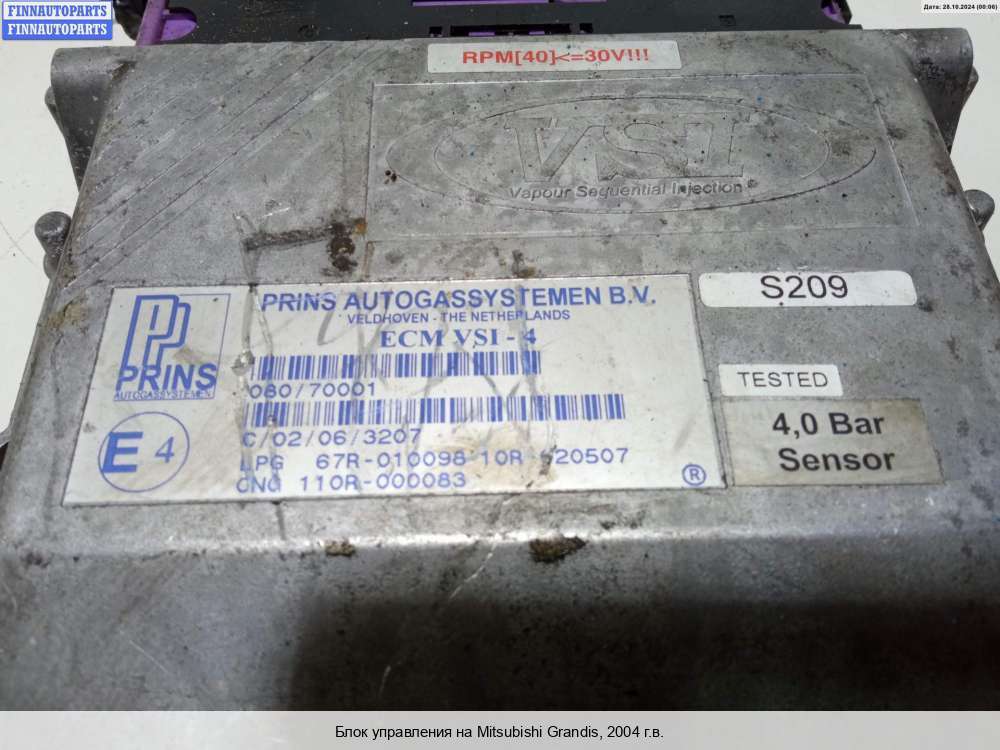 FINNAUTOPARTS
FINNAUTOPARTS
Дата: 28.10.2024 (00:06)
RPM[40]<=30V!!!
VSI
Vapour Sequential Injection
PRINS AUTOGASSYSTEMEN B.V.
VELDHOVEN - THE NETHERLANDS
ECM VSI - 4
PRINS
AUTOGASSYSTEMEN
080/70001
C/02/06/3207
E 4
LPG 67R-010098 10R-020507
CNG 110R-000083
®
S209
TESTED
4,0 Bar
Sensor
Блок управления на Mitsubishi Grandis, 2004 г.в.